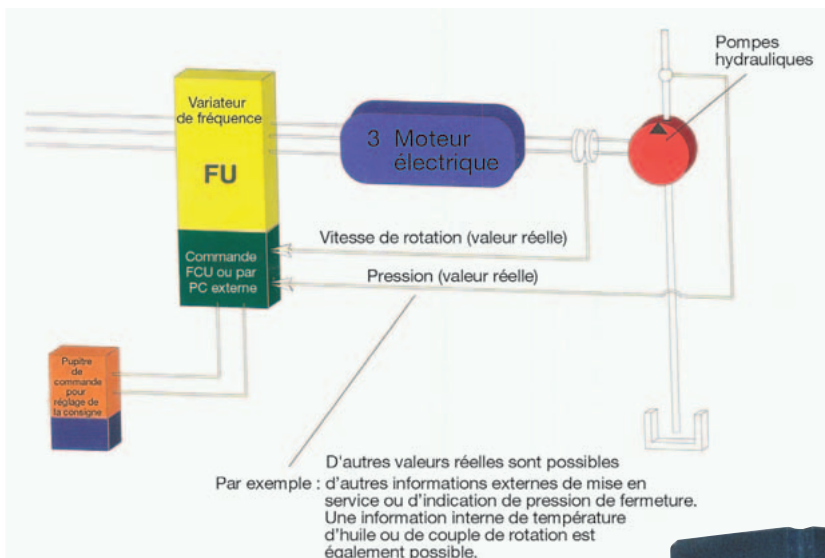 Pompes
hydrauliques
Variateur
de fréquence
FU
3 Moteur
électrique
Vitesse de rotation (valeur réelle)
Commande
FCU ou par
PC externe
Pression (valeur réelle)
Pupitre
de
commande
pour
réglage de
la consigne
D'autres valeurs réelles sont possibles
Par exemple : d'autres informations externes de mise en
service ou d'indication de pression de fermeture.
Une information interne de température
d'huile ou de couple de rotation est
également possible.